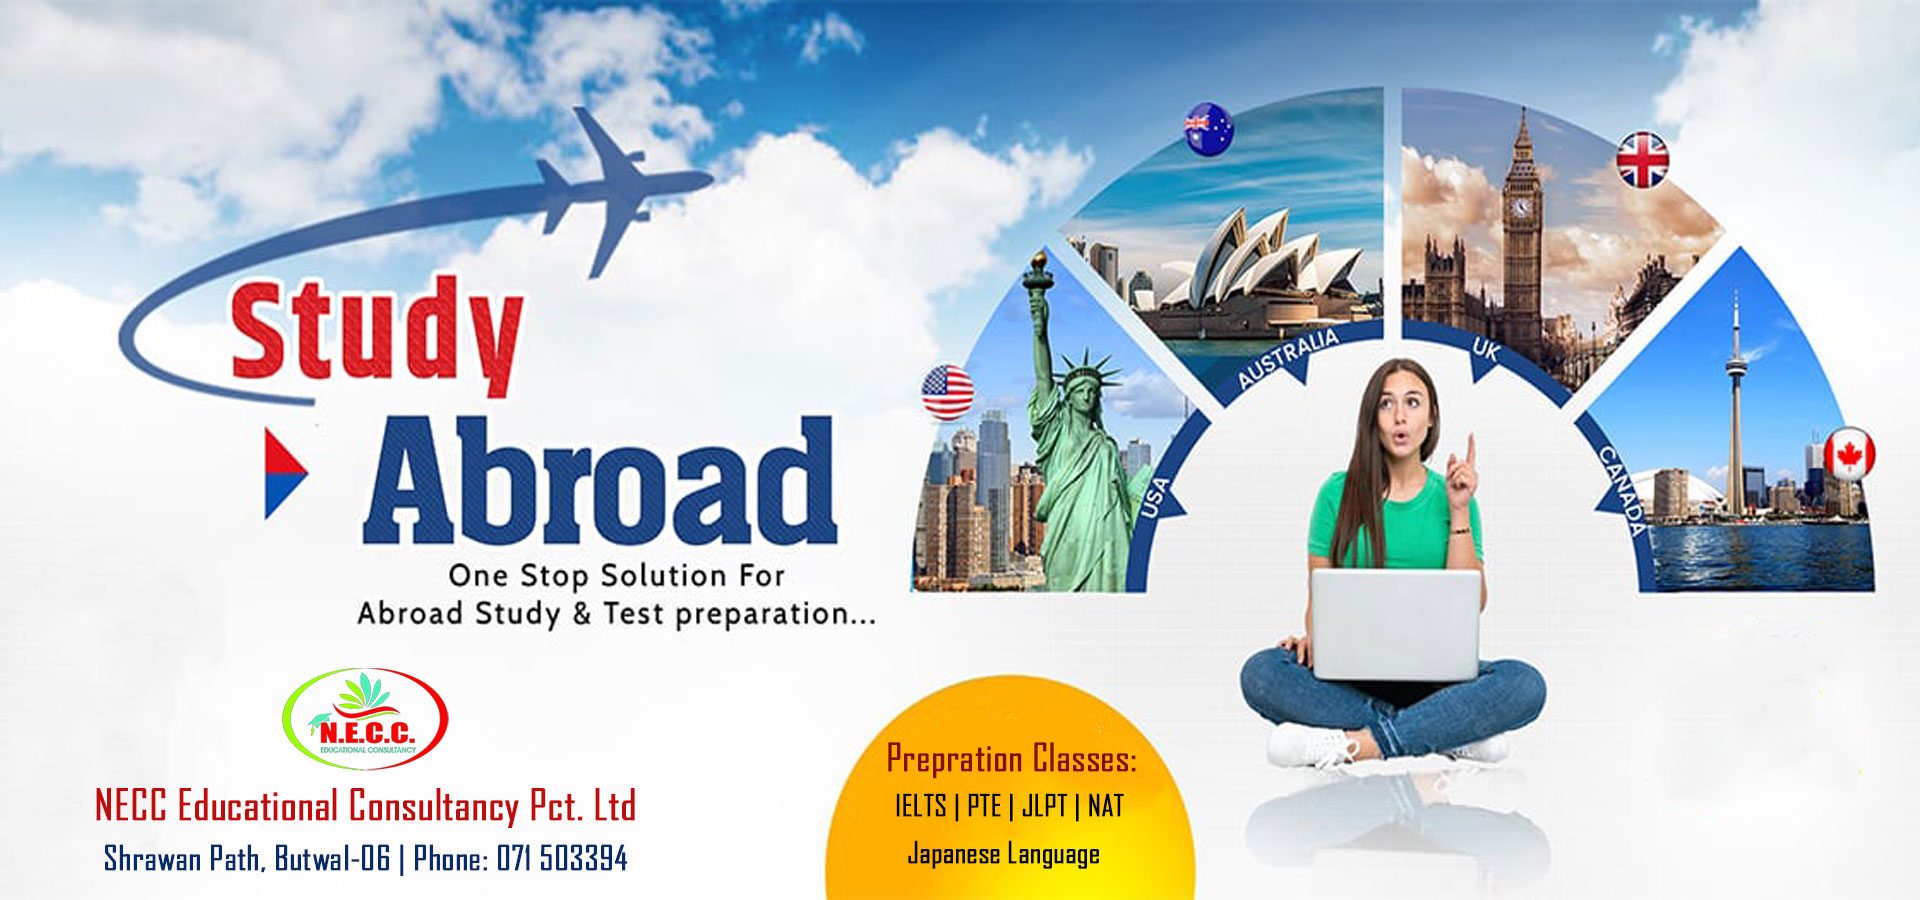 Study
Abroad
One Stop Solution For
Abroad Study & Test preparation...
USA
AUSTRALIA
UK
CANADA
N.E.C.C.
EDUCATIONAL CONSULTANCY
NECC Educational Consultancy Pct. Ltd
Shrawan Path, Butwal-06 | Phone: 071 503394
Prepration Classes:
IELTS | PTE | JLPT | NAT
Japanese Language